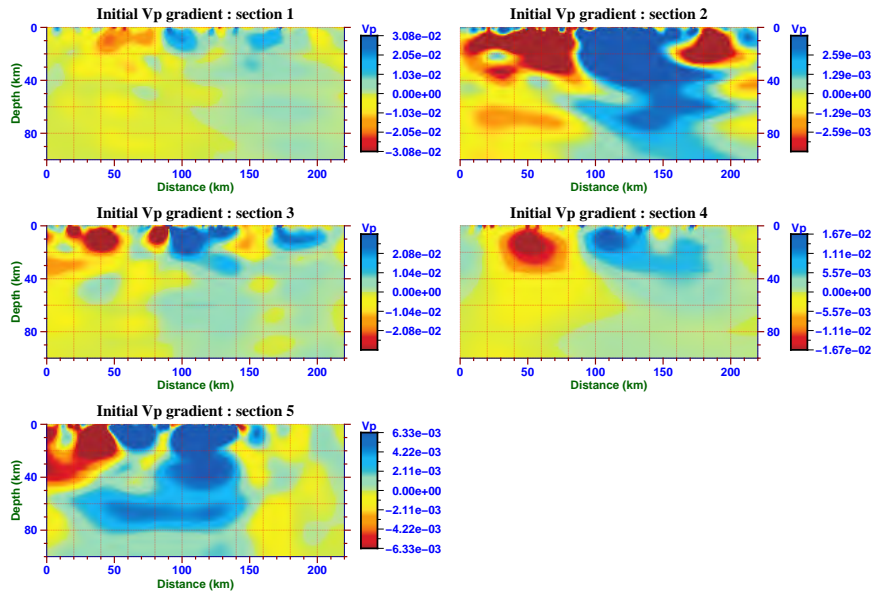 Initial Vp gradient : section 1
Vp
0
40
80
Depth (km)
0 50 100 150 200
Distance (km)
3.08e-02
2.05e-02
1.03e-02
0.00e+00
-1.03e-02
-2.05e-02
-3.08e-02
Initial Vp gradient : section 2
Vp
0
40
80
0 50 100 150 200
Distance (km)
2.59e-03
1.29e-03
0.00e+00
-1.29e-03
-2.59e-03
Initial Vp gradient : section 3
Vp
0
40
80
Depth (km)
0 50 100 150 200
Distance (km)
2.08e-02
1.04e-02
0.00e+00
-1.04e-02
-2.08e-02
Initial Vp gradient : section 4
Vp
0
40
80
0 50 100 150 200
Distance (km)
1.67e-02
1.11e-02
5.57e-03
0.00e+00
-5.57e-03
-1.11e-02
-1.67e-02
Initial Vp gradient : section 5
Vp
0
40
80
Depth (km)
0 50 100 150 200
Distance (km)
6.33e-03
4.22e-03
2.11e-03
0.00e+00
-2.11e-03
-4.22e-03
-6.33e-03